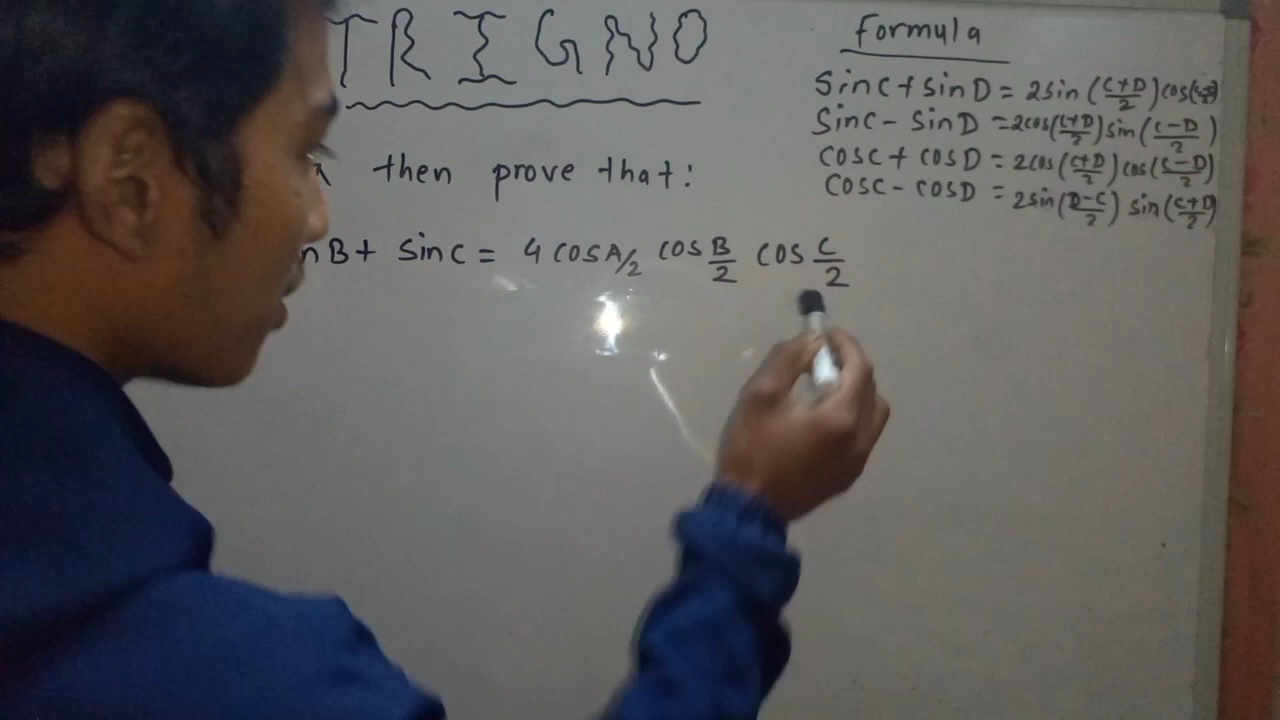 TRIGNO
Formula
sinC + sinD = 2sin(C+D/2)cos(
sinC - sinD = 2cos(C+D/2)sin(C-D/2)
cosC + cosD = 2cos(C+D/2)cos(C-D/2)
cosC - cosD = 2sin(D-C/2) sin(C+D/2)
then prove that:
nB + sinC = 4 cosA/2 cos B/2 cos C/2